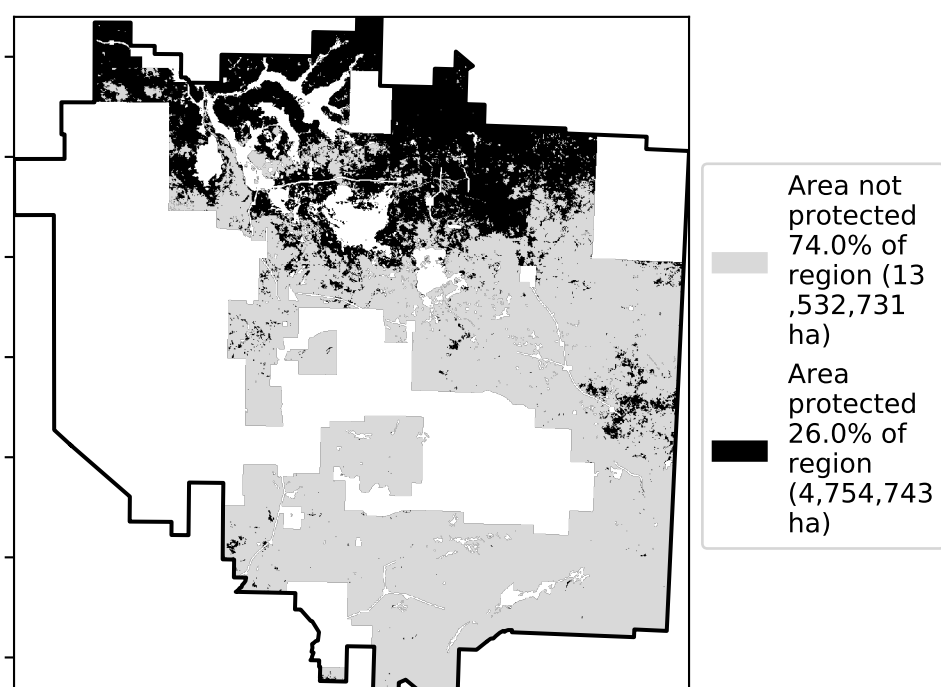 Area not
protected
74.0% of
region (13
,532,731
ha)
Area
protected
26.0% of
region
(4,754,743
ha)